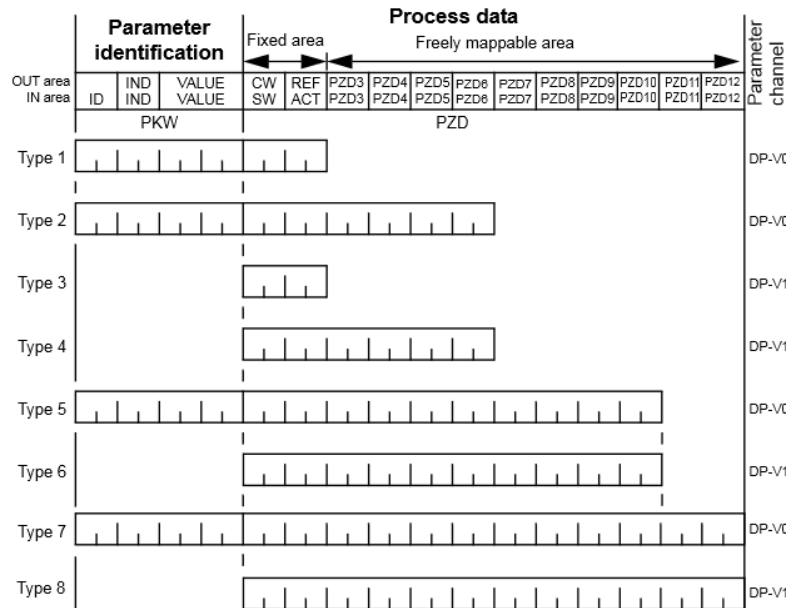 Parameter identification
Process data
Fixed area
Freely mappable area
Parameter channel
OUT area IND VALUE CW REF PZD3 PZD4 PZD5 PZD6 PZD7 PZD8 PZD9 PZD10 PZD11 PZD12
IN area ID IND VALUE SW ACT PZD3 PZD4 PZD5 PZD6 PZD7 PZD8 PZD9 PZD10 PZD11 PZD12
PKW PZD
Type 1 DP-V0
Type 2 DP-V0
Type 3 DP-V1
Type 4 DP-V1
Type 5 DP-V0
Type 6 DP-V1
Type 7 DP-V0
Type 8 DP-V1